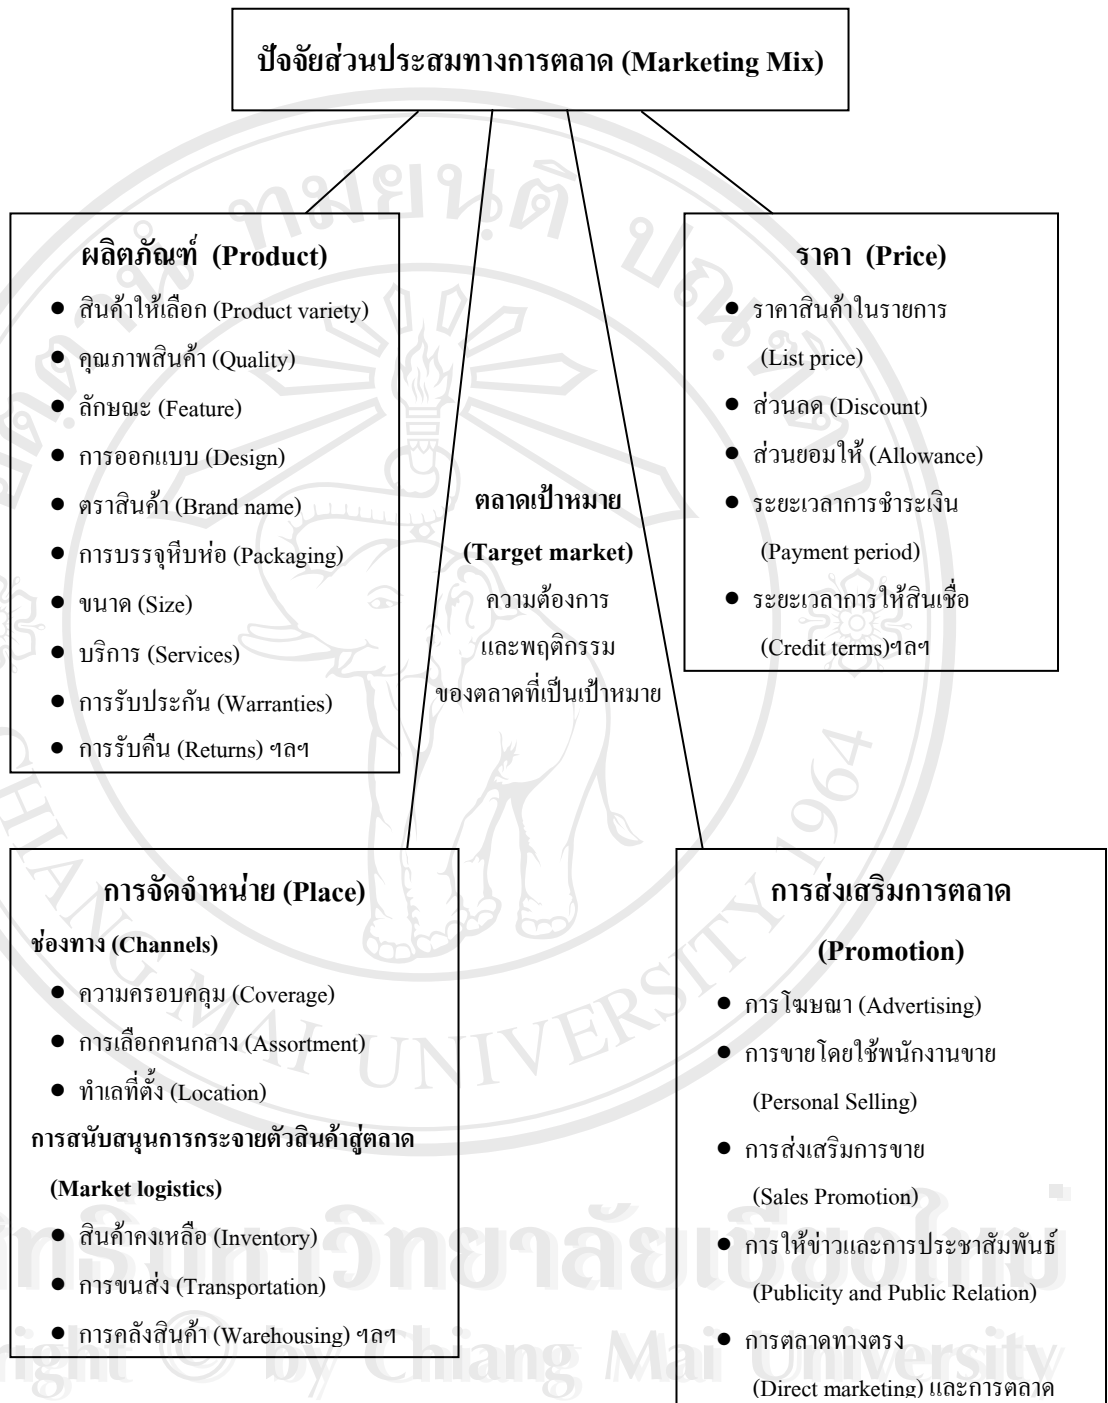 ปัจจัยส่วนประสมทางการตลาด (Marketing Mix)
ผลิตภัณฑ์ (Product)
● สินค้าให้เลือก (Product variety)
● คุณภาพสินค้า (Quality)
● ลักษณะ (Feature)
● การออกแบบ (Design)
● ตราสินค้า (Brand name)
● การบรรจุหีบห่อ (Packaging)
● ขนาด (Size)
● บริการ (Services)
● การรับประกัน (Warranties)
● การรับคืน (Returns) ฯลฯ
ตลาดเป้าหมาย
(Target market)
ความต้องการ
และพฤติกรรม
ของตลาดที่เป็นเป้าหมาย
ราคา (Price)
● ราคาสินค้าในรายการ
(List price)
● ส่วนลด (Discount)
● ส่วนยอมให้ (Allowance)
● ระยะเวลาการชำระเงิน
(Payment period)
● ระยะเวลาการให้สินเชื่อ
(Credit terms)ฯลฯ
การจัดจำหน่าย (Place)
ช่องทาง (Channels)
● ความครอบคลุม (Coverage)
● การเลือกคนกลาง (Assortment)
● ทำเลที่ตั้ง (Location)
การสนับสนุนการกระจายตัวสินค้าสู่ตลาด
(Market logistics)
● สินค้าคงเหลือ (Inventory)
● การขนส่ง (Transportation)
● การคลังสินค้า (Warehousing) ฯลฯ
การส่งเสริมการตลาด
(Promotion)
● การโฆษณา (Advertising)
● การขายโดยใช้พนักงานขาย
(Personal Selling)
● การส่งเสริมการขาย
(Sales Promotion)
● การให้ข่าวและการประชาสัมพันธ์
(Publicity and Public Relation)
● การตลาดทางตรง
(Direct marketing) และการตลาด
CHIANG MAI UNIVERSITY 1964
มหาวิทยาลัยเชียงใหม่
© by Chiang Mai University